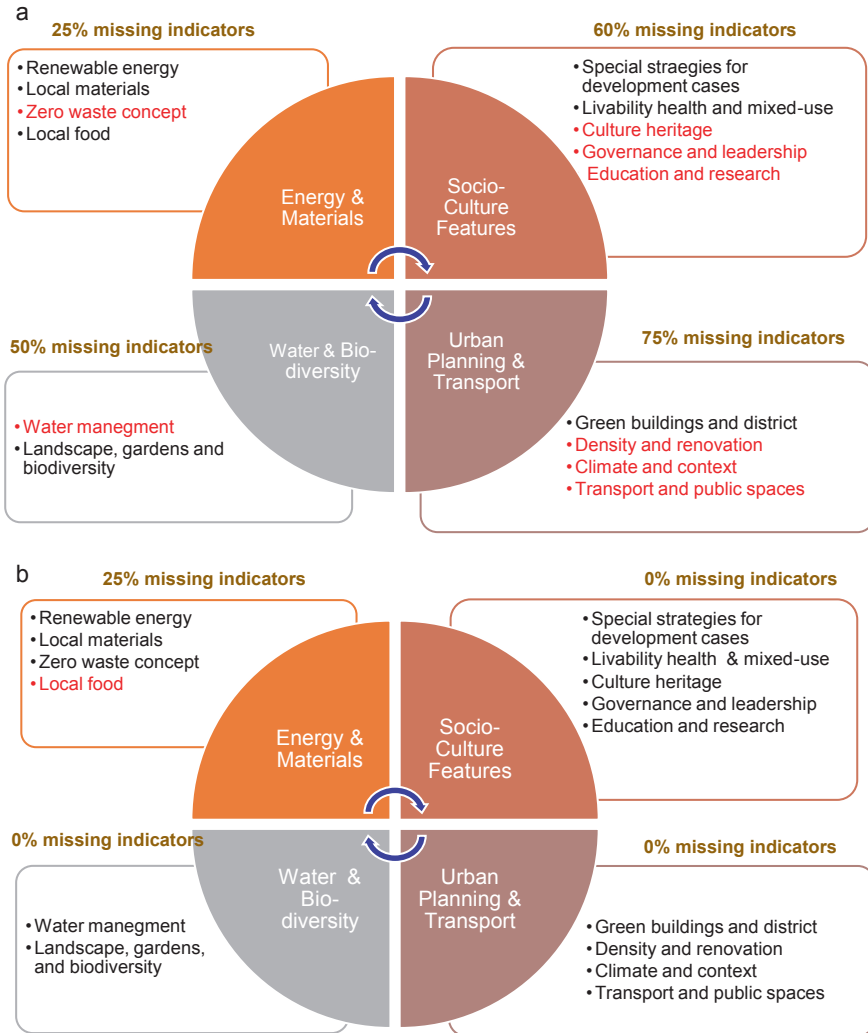 a
25% missing indicators
• Renewable energy
• Local materials
• Zero waste concept
• Local food
60% missing indicators
• Special straegies for
development cases
• Livability health and mixed-use
• Culture heritage
• Governance and leadership
Education and research
Energy &
Materials
Socio-
Culture
Features
50% missing indicators
• Water manegment
• Landscape, gardens and
biodiversity
Water & Bio-
diversity
Urban
Planning &
Transport
75% missing indicators
• Green buildings and district
• Density and renovation
• Climate and context
• Transport and public spaces
b
25% missing indicators
• Renewable energy
• Local materials
• Zero waste concept
• Local food
0% missing indicators
• Special strategies for
development cases
• Livability health & mixed-use
• Culture heritage
• Governance and leadership
• Education and research
Energy &
Materials
Socio-
Culture
Features
0% missing indicators
• Water manegment
• Landscape, gardens,
and biodiversity
Water &
Bio-
diversity
Urban
Planning &
Transport
0% missing indicators
• Green buildings and district
• Density and renovation
• Climate and context
• Transport and public spaces